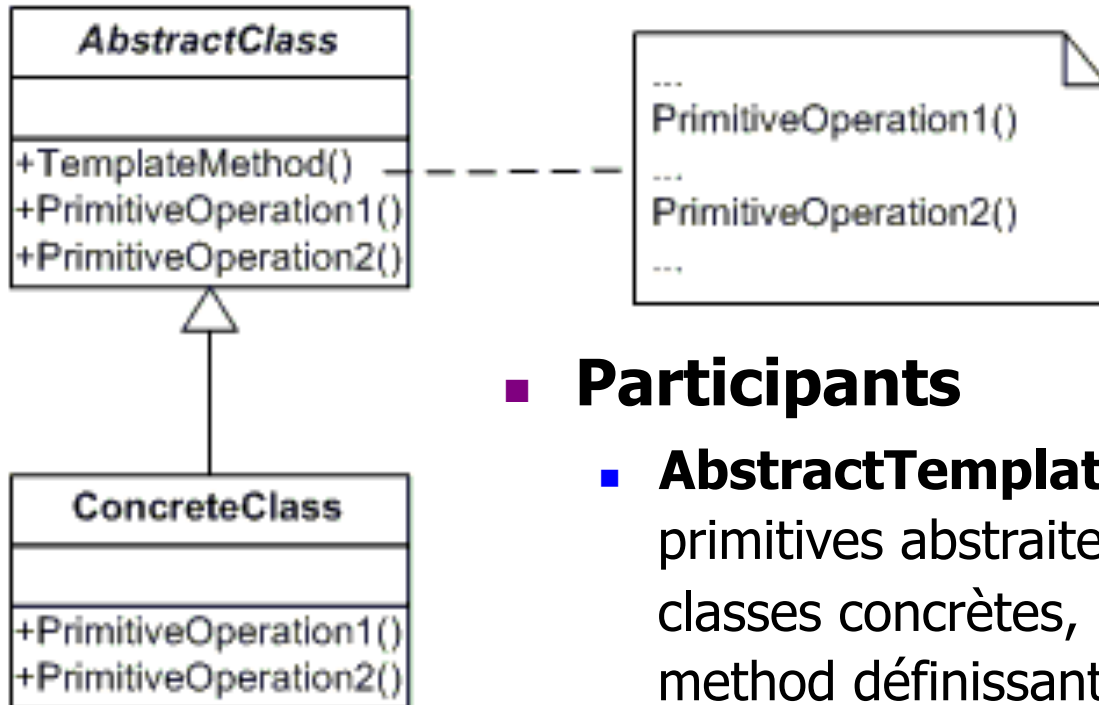 AbstractClass
+TemplateMethod()
+PrimitiveOperation1()
+PrimitiveOperation2()
...
PrimitiveOperation1()
...
PrimitiveOperation2()
...
ConcreteClass
+PrimitiveOperation1()
+PrimitiveOperation2()
■ Participants
■ AbstractTemplat
primitives abstraite
classes concrètes,
method définissant